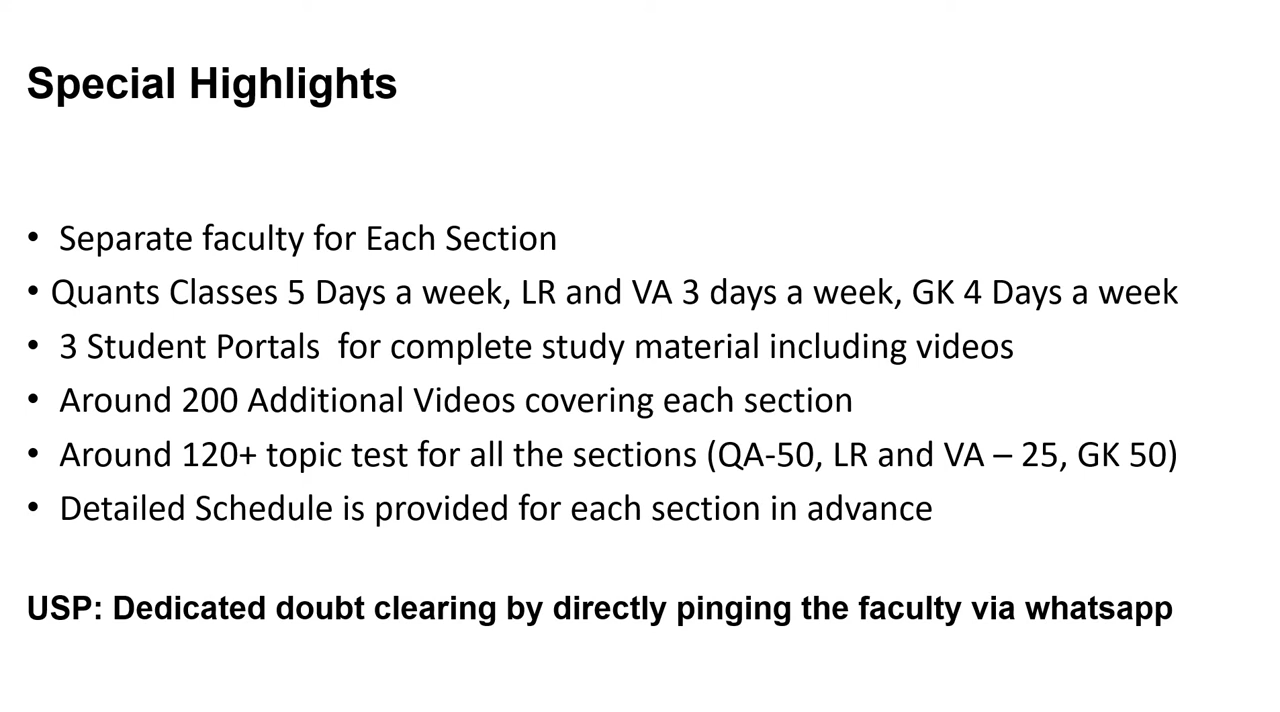 Special Highlights
• Separate faculty for Each Section
• Quants Classes 5 Days a week, LR and VA 3 days a week, GK 4 Days a week
• 3 Student Portals  for complete study material including videos
• Around 200 Additional Videos covering each section
• Around 120+ topic test for all the sections (QA-50, LR and VA – 25, GK 50)
• Detailed Schedule is provided for each section in advance
USP: Dedicated doubt clearing by directly pinging the faculty via whatsapp